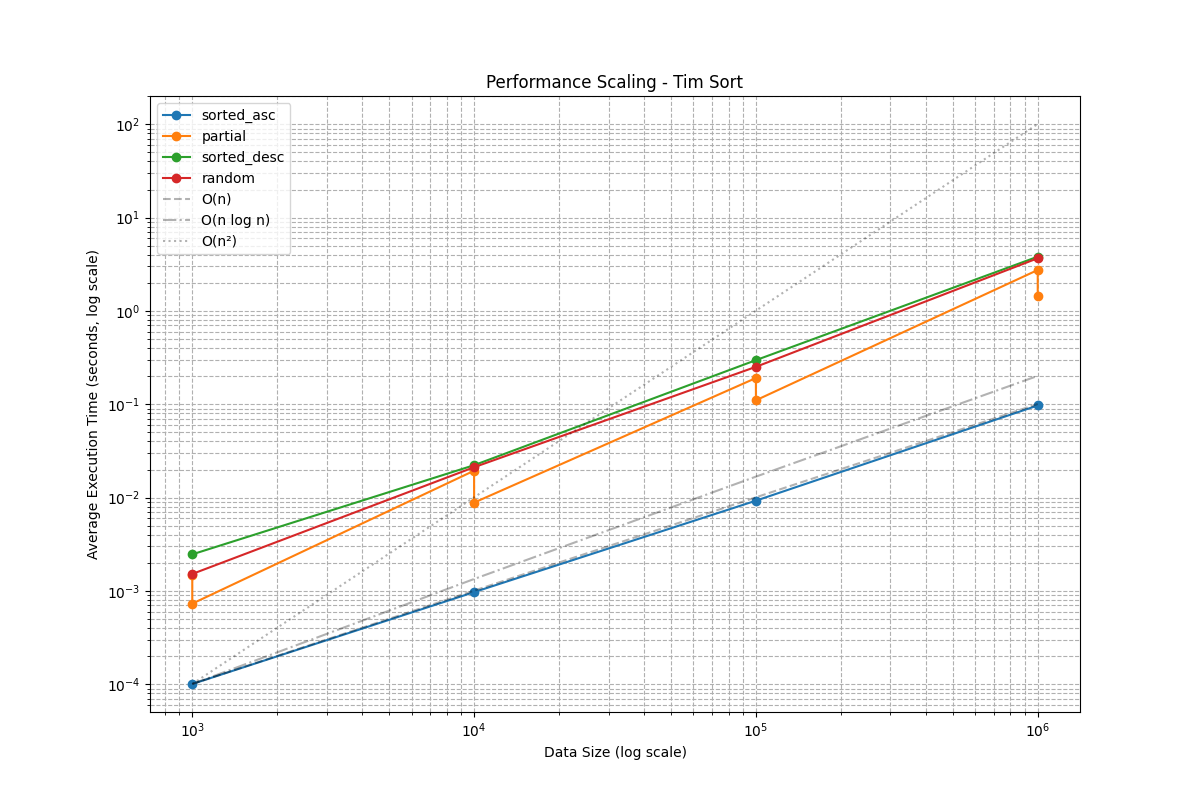 Performance Scaling - Tim Sort
sorted_asc
partial
sorted_desc
random
O(n)
O(n log n)
O(n²)
Average Execution Time (seconds, log scale)
10²
10¹
10⁰
10⁻¹
10⁻²
10⁻³
10⁻⁴
10³ 10⁴ 10⁵ 10⁶
Data Size (log scale)